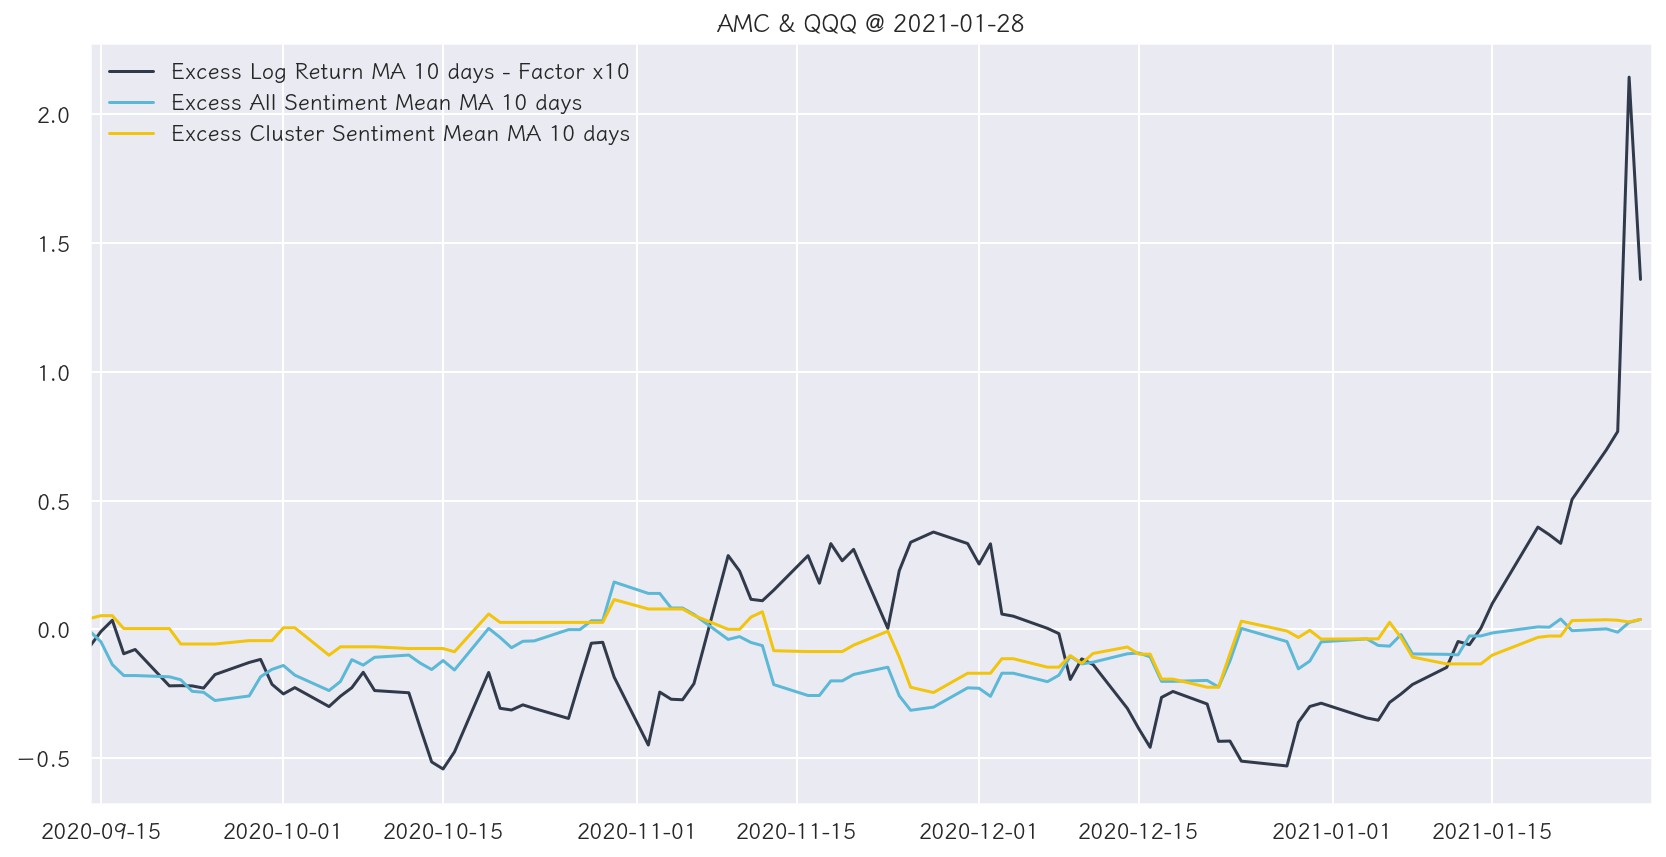 AMC & QQQ @ 2021-01-28
Excess Log Return MA 10 days - Factor x10
Excess All Sentiment Mean MA 10 days
Excess Cluster Sentiment Mean MA 10 days
2.0
1.5
1.0
0.5
0.0
−0.5
2020-09-15 2020-10-01 2020-10-15 2020-11-01 2020-11-15 2020-12-01 2020-12-15 2021-01-01 2021-01-15